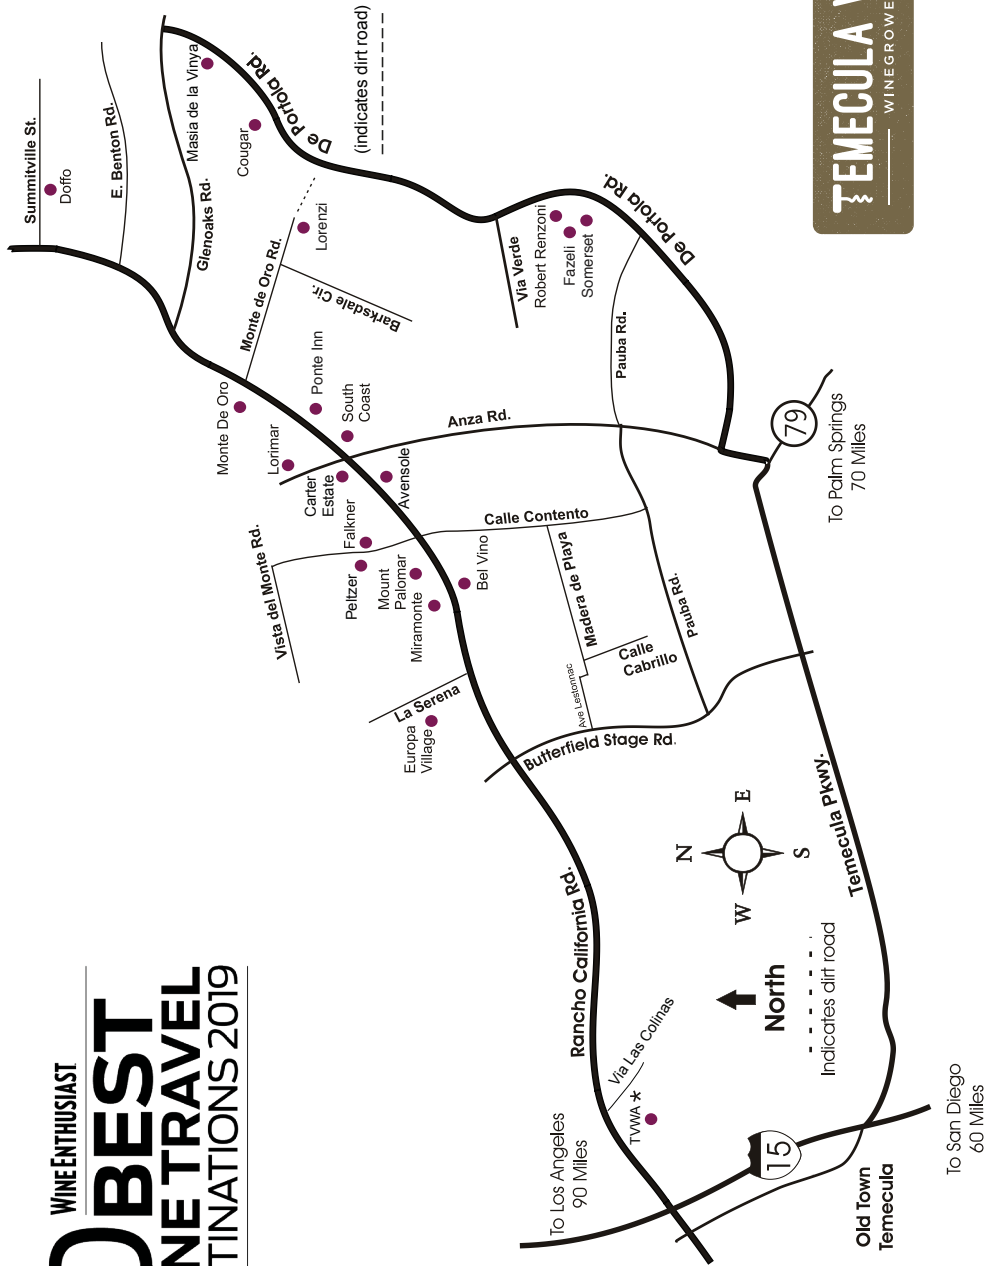 WINE ENTHUSIAST
BEST
NE TRAVEL
TINATIONS 2019
TEMECULA
WINEGROWE
Summitville St.
Doffo
E. Benton Rd.
Glenoaks Rd.
Masia de la Vinya
Cougar
De Portola Rd.
De Portola Rd.
(indicates dirt road)
Monte de Oro Rd.
Lorenzi
Barksdale Cir.
Via Verde
Robert Renzoni
Fazeli
Somerset
De Portola Rd.
Pauba Rd.
Monte De Oro
Ponte Inn
South
Coast
Lorimar
Carter
Estate
Avensole
Anza Rd.
79
To Palm Springs
70 Miles
Vista del Monte Rd.
Falkner
Peltzer
Mount
Palomar
Miramonte
Bel Vino
Calle Contento
Madera de Playa
Calle
Cabrillo
Pauba Rd.
Ave Lestonnac
La Serena
Europa
Village
Butterfield Stage Rd.
Rancho California Rd.
Temecula Pkwy.
N
E
S
W
North
Indicates dirt road
Via Las Colinas
TVWA *
To Los Angeles
90 Miles
15
Old Town
Temecula
To San Diego
60 Miles